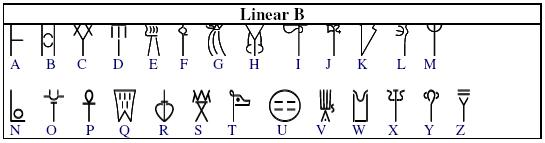 Linear B
A B C D E F G H I J K L M
N O P Q R S T U V W X Y Z